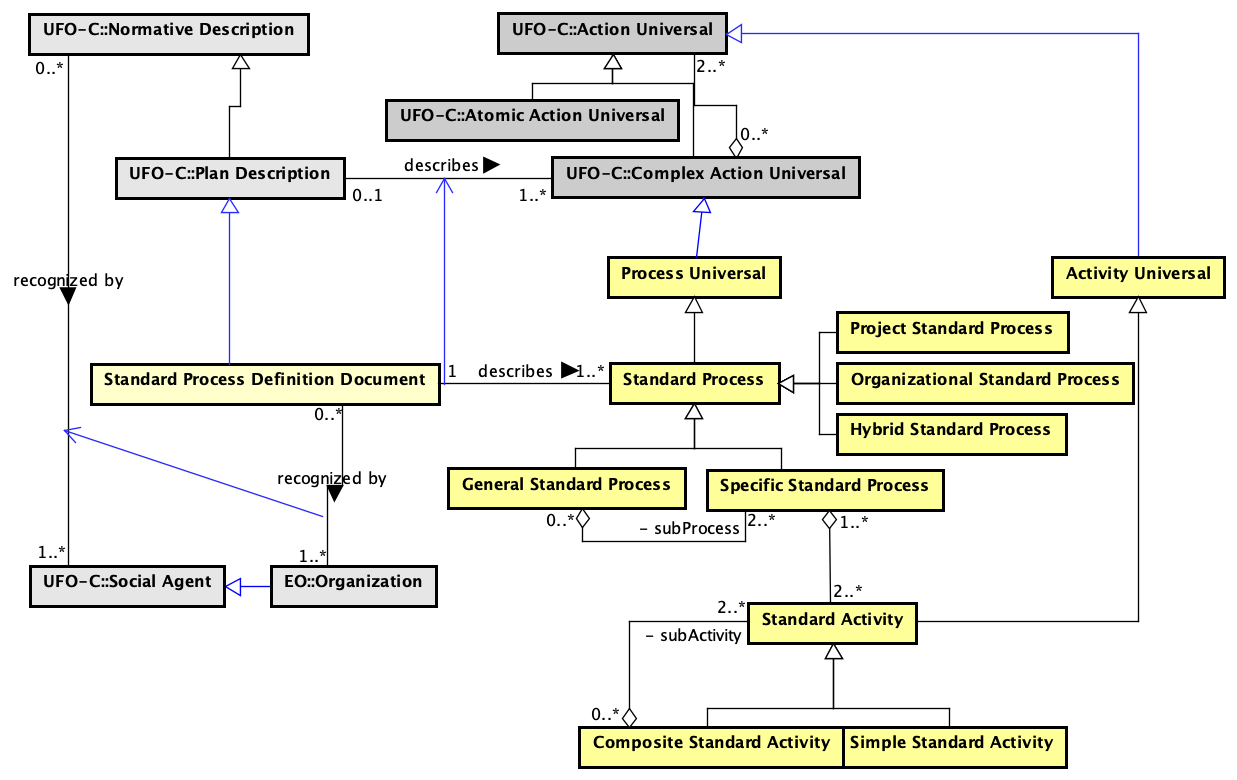 UFO-C::Normative Description
UFO-C::Action Universal
0..*
2..*
UFO-C::Atomic Action Universal
0..*
describes
UFO-C::Plan Description
UFO-C::Complex Action Universal
0..1
1..*
recognized by
Process Universal
Activity Universal
Project Standard Process
Standard Process Definition Document
1
describes
1..*
Standard Process
Organizational Standard Process
0..*
Hybrid Standard Process
recognized by
General Standard Process
Specific Standard Process
0..*
- subProcess
2..*
1..*
1..*
1..*
UFO-C::Social Agent
EO::Organization
2..*
2..*
- subActivity
Standard Activity
0..*
Composite Standard Activity
Simple Standard Activity